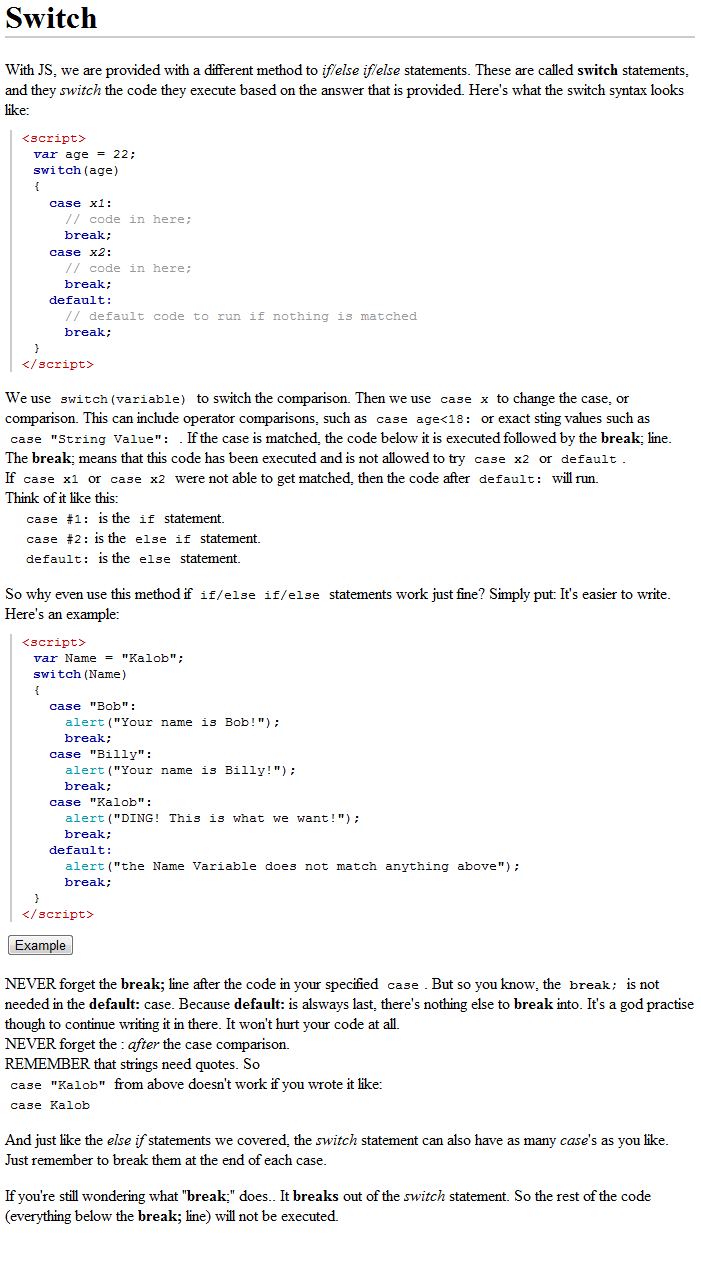 Switch
With JS, we are provided with a different method to if/else if/else statements. These are called switch statements,
and they switch the code they execute based on the answer that is provided. Here's what the switch syntax looks
like:
<script>
var age = 22;
switch(age)
{
case x1:
// code in here;
break;
case x2:
// code in here;
break;
default:
// default code to run if nothing is matched
break;
}
</script>
We use switch(variable) to switch the comparison. Then we use case x to change the case, or
comparison. This can include operator comparisons, such as case age<18: or exact sting values such as
case "String Value": . If the case is matched, the code below it is executed followed by the break; line.
The break; means that this code has been executed and is not allowed to try case x2 or default .
If case x1 or case x2 were not able to get matched, then the code after default: will run.
Think of it like this:
case #1: is the if statement.
case #2: is the else if statement.
default: is the else statement.
So why even use this method if if/else if/else statements work just fine? Simply put: It's easier to write.
Here's an example:
<script>
var Name = "Kalob";
switch(Name)
{
case "Bob":
alert("Your name is Bob!");
break;
case "Billy":
alert("Your name is Billy!");
break;
case "Kalob":
alert("DING! This is what we want!");
break;
default:
alert("the Name Variable does not match anything above");
break;
}
</script>
Example
NEVER forget the break; line after the code in your specified case . But so you know, the break; is not
needed in the default: case. Because default: is alsways last, there's nothing else to break into. It's a god practise
though to continue writing it in there. It won't hurt your code at all.
NEVER forget the : after the case comparison.
REMEMBER that strings need quotes. So
case "Kalob" from above doesn't work if you wrote it like:
case Kalob
And just like the else if statements we covered, the switch statement can also have as many case's as you like.
Just remember to break them at the end of each case.
If you're still wondering what "break;" does.. It breaks out of the switch statement. So the rest of the code
(everything below the break; line) will not be executed.